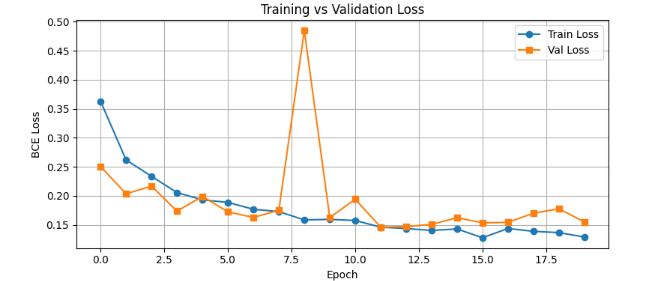 Training vs Validation Loss
0.50
0.45
0.40
0.35
0.30
0.25
0.20
0.15
BCE Loss
Train Loss
Val Loss
0.0 2.5 5.0 7.5 10.0 12.5 15.0 17.5
Epoch